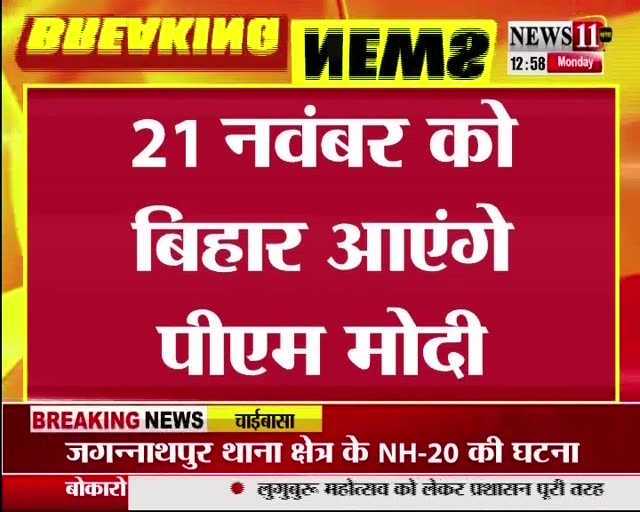 BREAKING NEWS
NEWS 11 भारत
12:58 Monday
21 नवंबर को
बिहार आएंगे
पीएम मोदी
BREAKING NEWS चाईबासा
जगन्नाथपुर थाना क्षेत्र के NH-20 की घटना
बोकारो लुगुबुरू महोत्सव को लेकर प्रशासन पूरी तरह